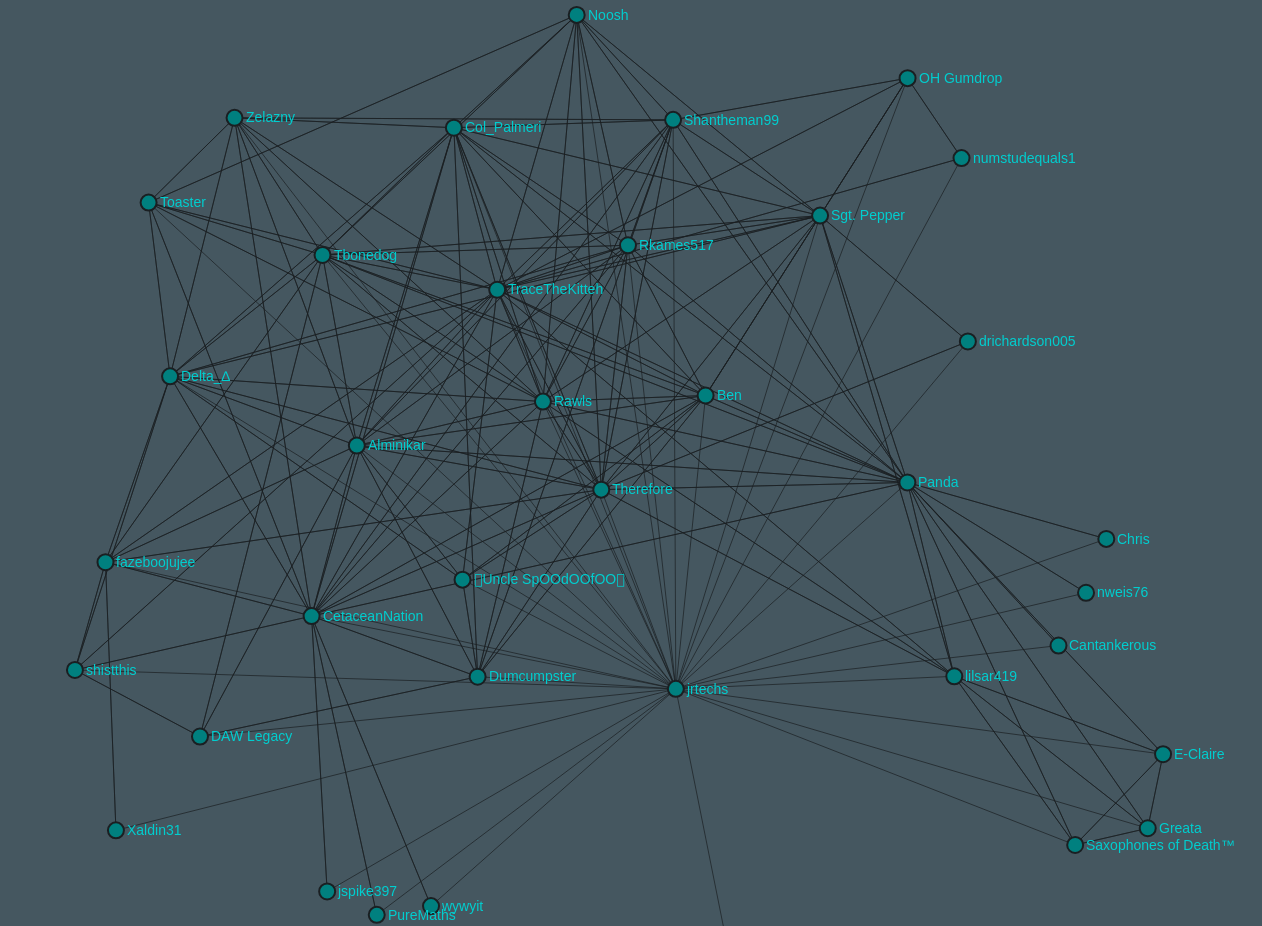 Noosh
OH Gumdrop
Zelazny
Col_Palmeri
Shantheman99
numstudequals1
Toaster
Sgt. Pepper
Tbonedog
Rkames517
TraceTheKitteh
drichardson005
Delta_Δ
Rawls
Ben
Alminikar
Therefore
Panda
Chris
fazeboojujee
▯Uncle SpOOdOOfOO▯
nweis76
CetaceanNation
Cantankerous
shistthis
Dumcumpster
jrtechs
lilsar419
DAW Legacy
E-Claire
Xaldin31
Greata
Saxophones of Death™
jspike397
wywyit
PureMaths